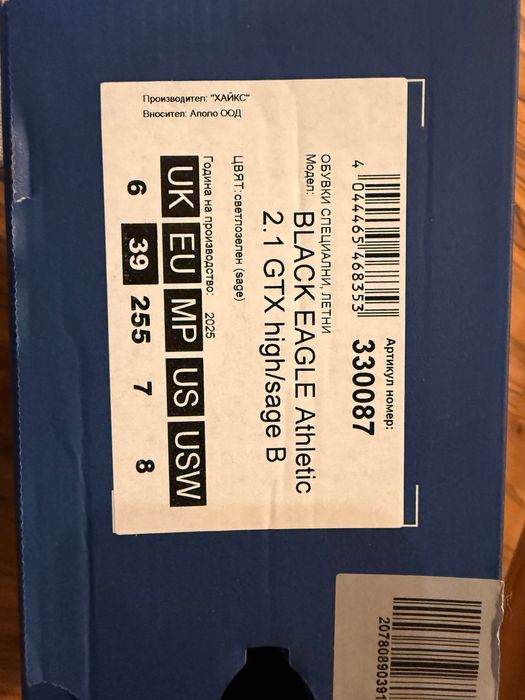 Производител: "ХАЙКС"
Вносител: Аполо ООД
Артикул номер:
330087
4 044465 468353
ОБУВКИ СПЕЦИАЛНИ, ЛЕТНИ
Модел:
BLACK EAGLE Athletic
2.1 GTX high/sage B
ЦВЯТ:светлозелен (sage)
Година на производство: 2025
UK EU MP US USW
6 39 255 7 8